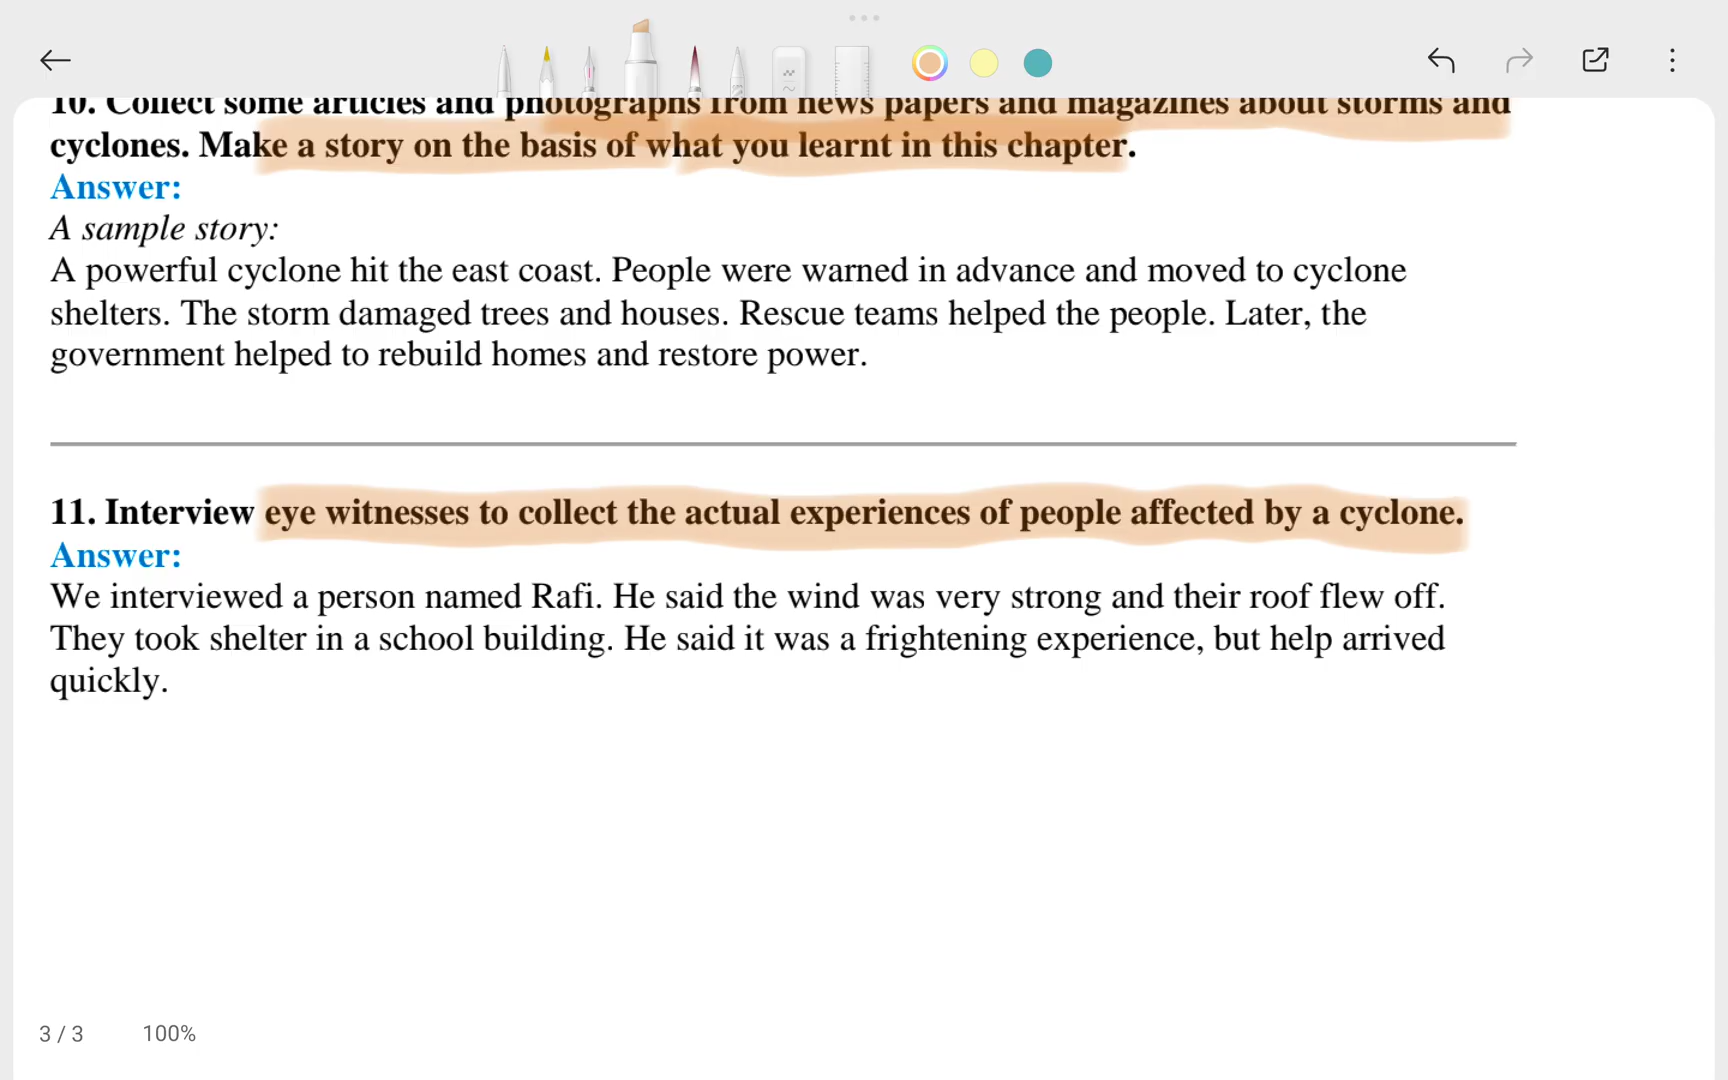 10. Collect some articles and photographs from news papers and magazines about storms and
cyclones. Make a story on the basis of what you learnt in this chapter.
Answer:
A sample story:
A powerful cyclone hit the east coast. People were warned in advance and moved to cyclone
shelters. The storm damaged trees and houses. Rescue teams helped the people. Later, the
government helped to rebuild homes and restore power.
11. Interview eye witnesses to collect the actual experiences of people affected by a cyclone.
Answer:
We interviewed a person named Rafi. He said the wind was very strong and their roof flew off.
They took shelter in a school building. He said it was a frightening experience, but help arrived
quickly.
3 / 3 100%